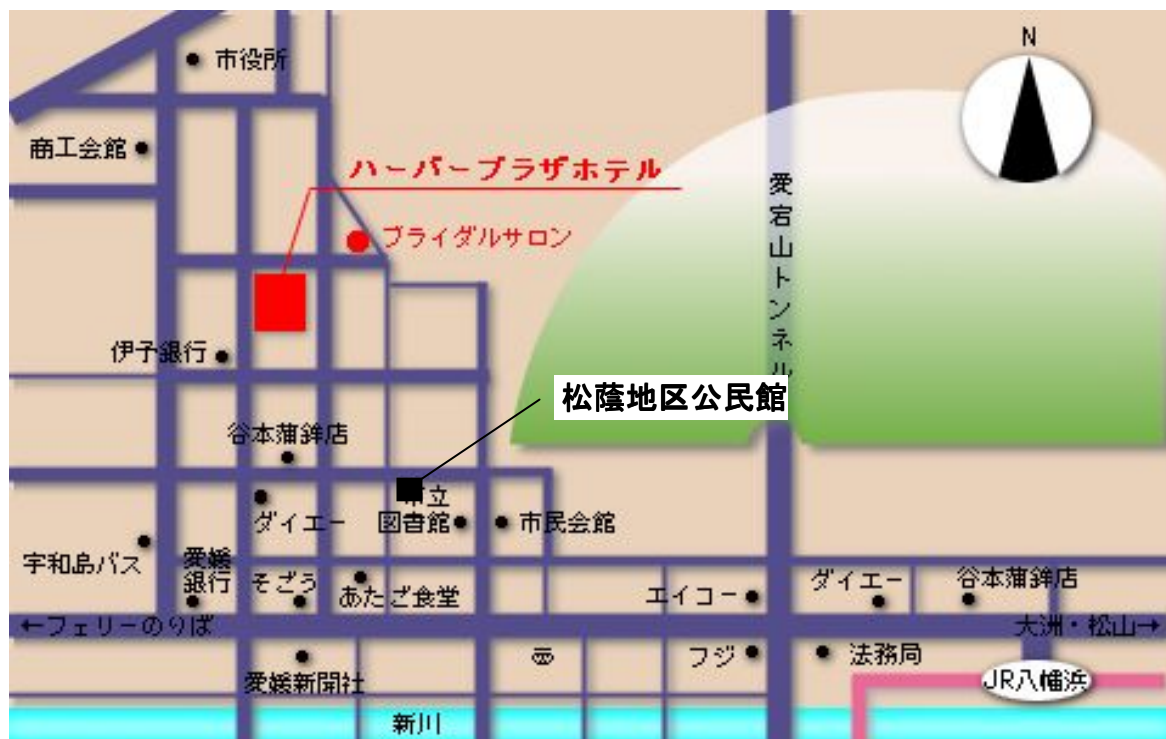 N
市役所
商工会館
ハーバープラザホテル
ブライダルサロン
愛宕山トンネル
伊予銀行
松蔭地区公民館
谷本蒲鉾店
ダイエー
市立
図書館
市民会館
宇和島バス
愛媛
銀行
そごう
あたご食堂
エイコー
ダイエー
谷本蒲鉾店
←フェリーのりば
大洲・松山→
愛媛新聞社
フジ
法務局
JR八幡浜
新川